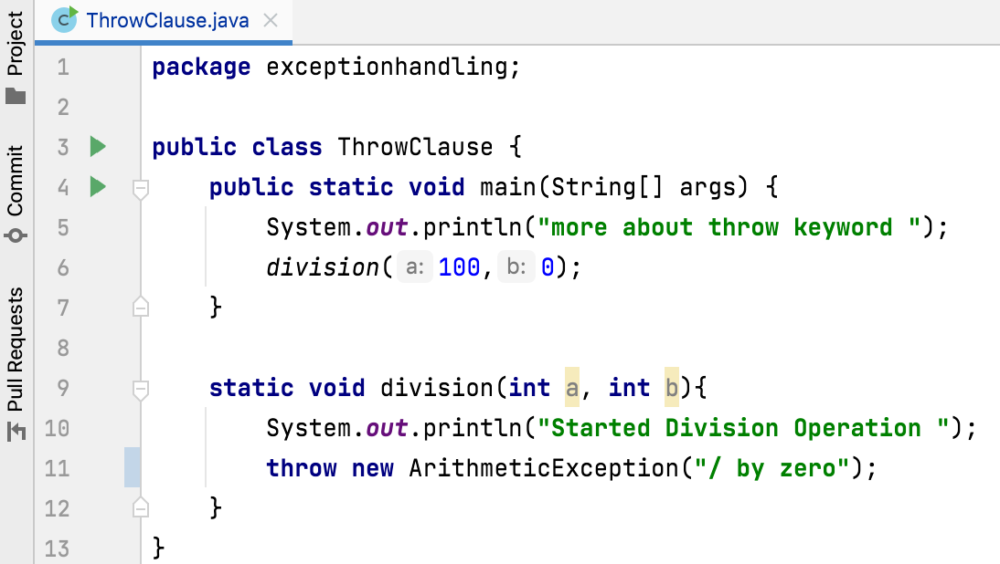 ThrowClause.java
Project
Commit
Pull Requests
1 package exceptionhandling;
2
3 public class ThrowClause {
4     public static void main(String[] args) {
5         System.out.println("more about throw keyword ");
6         division( a: 100, b: 0);
7     }
8
9     static void division(int a, int b){
10         System.out.println("Started Division Operation ");
11         throw new ArithmeticException("/ by zero");
12     }
13 }